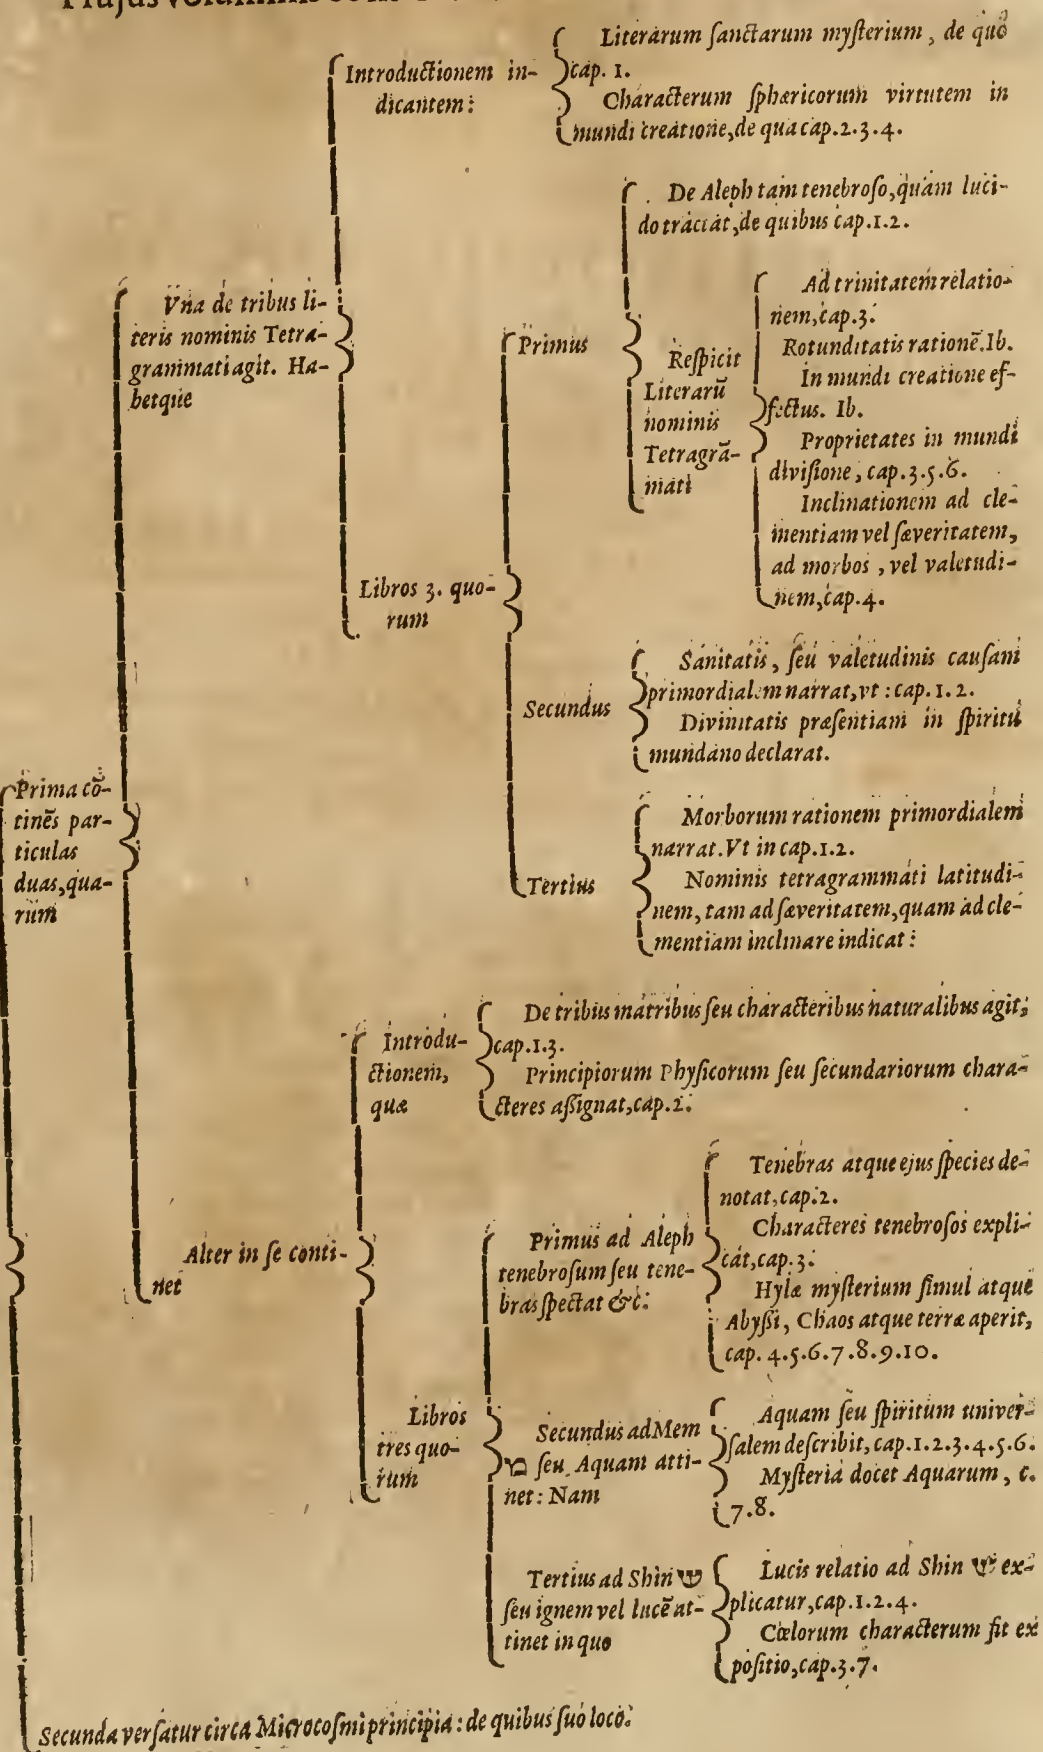 Literarum ſanctarum myſterium, de quo
cap. 1.
Characterum ſphæricorum virtutem in
mundi creatione, de qua cap. 2. 3. 4.
Introductionem in-
dicantem:
. De Aleph tam tenebroſo, quàm luci-
do tractat, de quibus cap. 1. 2.
Vna de tribus li-
teris nominis Tetra-
grammati agit. Ha-
betque
Primus
Reſpicit
Literarũ
nominis
Tetragrã-
mati
Ad trinitatem relatio-
nem, cap. 3.
Rotunditatis rationẽ. Ib.
In mundi creatione ef-
fectus. Ib.
Proprietates in mundi
diviſione, cap. 3. 5. 6.
Inclinationem ad cle-
mentiam vel ſæveritatem,
ad morbos, vel valetudi-
nem, cap. 4.
Libros 3. quo-
rum
Secundus
Sanitatis, ſeu valetudinis cauſam
primordialem narrat, vt: cap. 1. 2.
Divinitatis præſentiam in ſpiritu
mundano declarat.
Prima cõ-
tinẽs par-
ticulas
duas, qua-
rum
Tertius
Morborum rationem primordialem
narrat. Vt in cap. 1. 2.
Nominis tetragrammati latitudi-
nem, tam ad ſæveritatem, quam ad cle-
mentiam inclinare indicat:
Introdu-
ctionem,
quæ
De tribus matribus ſeu characteribus naturalibus agit;
cap. 1. 3.
Principiorum Phyſicorum ſeu ſecundariorum chara-
cteres aſſignat, cap. 2.
Alter in ſe conti-
net
Primus ad Aleph
tenebroſum ſeu tene-
bras ſpectat &c.
Tenebras atque ejus ſpecies de-
notat, cap. 2.
Characteres tenebroſos expli-
cat, cap. 3.
Hylæ myſterium ſimul atque
Abyſſi, Chaos atque terræ aperit,
cap. 4. 5. 6. 7. 8. 9. 10.
Libros
tres quo-
rum
Secundus ad Mem
מ ſeu Aquam atti-
net: Nam
Aquam ſeu ſpiritum univer-
ſalem deſcribit, cap. 1. 2. 3. 4. 5. 6.
Myſteria docet Aquarum, c.
7. 8.
Tertius ad Shin ש
ſeu ignem vel lucẽ at-
tinet in quo
Lucis relatio ad Shin ש ex-
plicatur, cap. 1. 2. 4.
Cœlorum characterum fit ex
poſitio, cap. 3. 7.
Secunda verſatur circa Microcoſmi principia: de quibus ſuo loco.